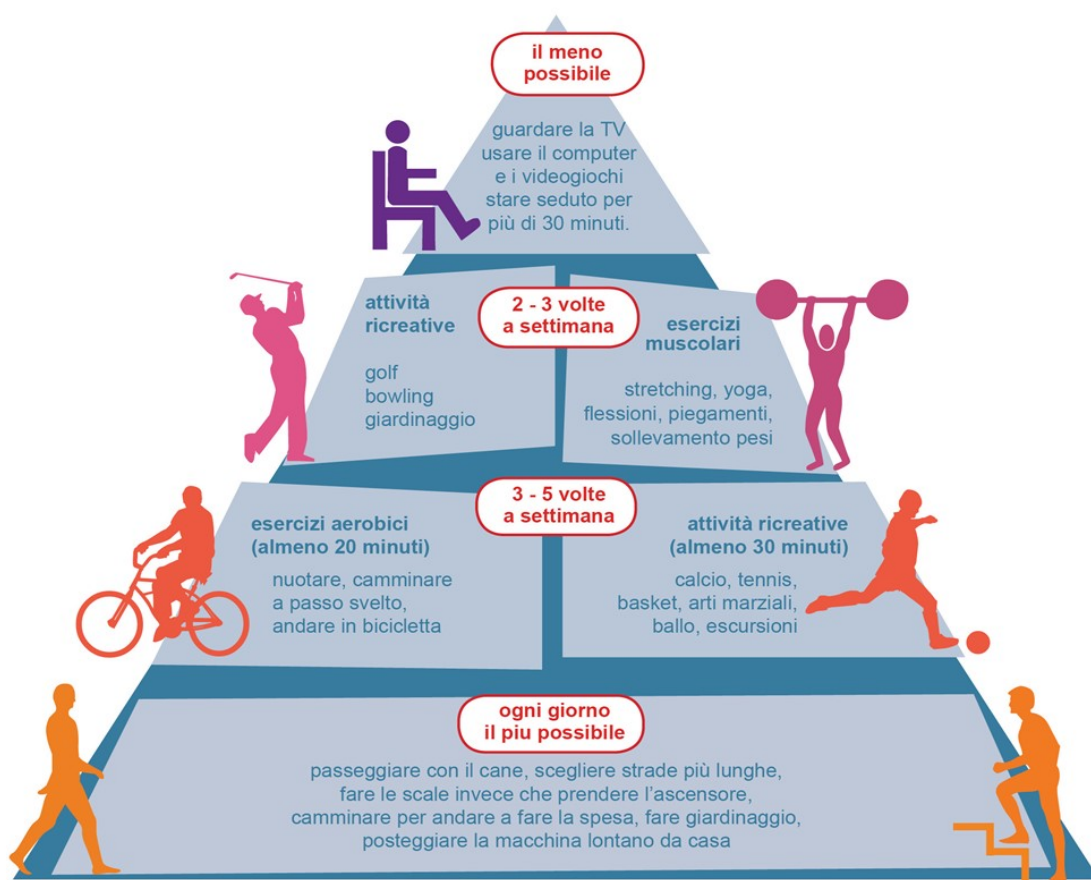 il meno
possibile
guardare la TV
usare il computer
e i videogiochi
stare seduto per
più di 30 minuti.
2 - 3 volte
a settimana
attività
ricreative
golf
bowling
giardinaggio
esercizi
muscolari
stretching, yoga,
flessioni, piegamenti,
sollevamento pesi
3 - 5 volte
a settimana
esercizi aerobici
(almeno 20 minuti)
nuotare, camminare
a passo svelto,
andare in bicicletta
attività ricreative
(almeno 30 minuti)
calcio, tennis,
basket, arti marziali,
ballo, escursioni
ogni giorno
il piu possibile
passeggiare con il cane, scegliere strade più lunghe,
fare le scale invece che prendere l'ascensore,
camminare per andare a fare la spesa, fare giardinaggio,
posteggiare la macchina lontano da casa